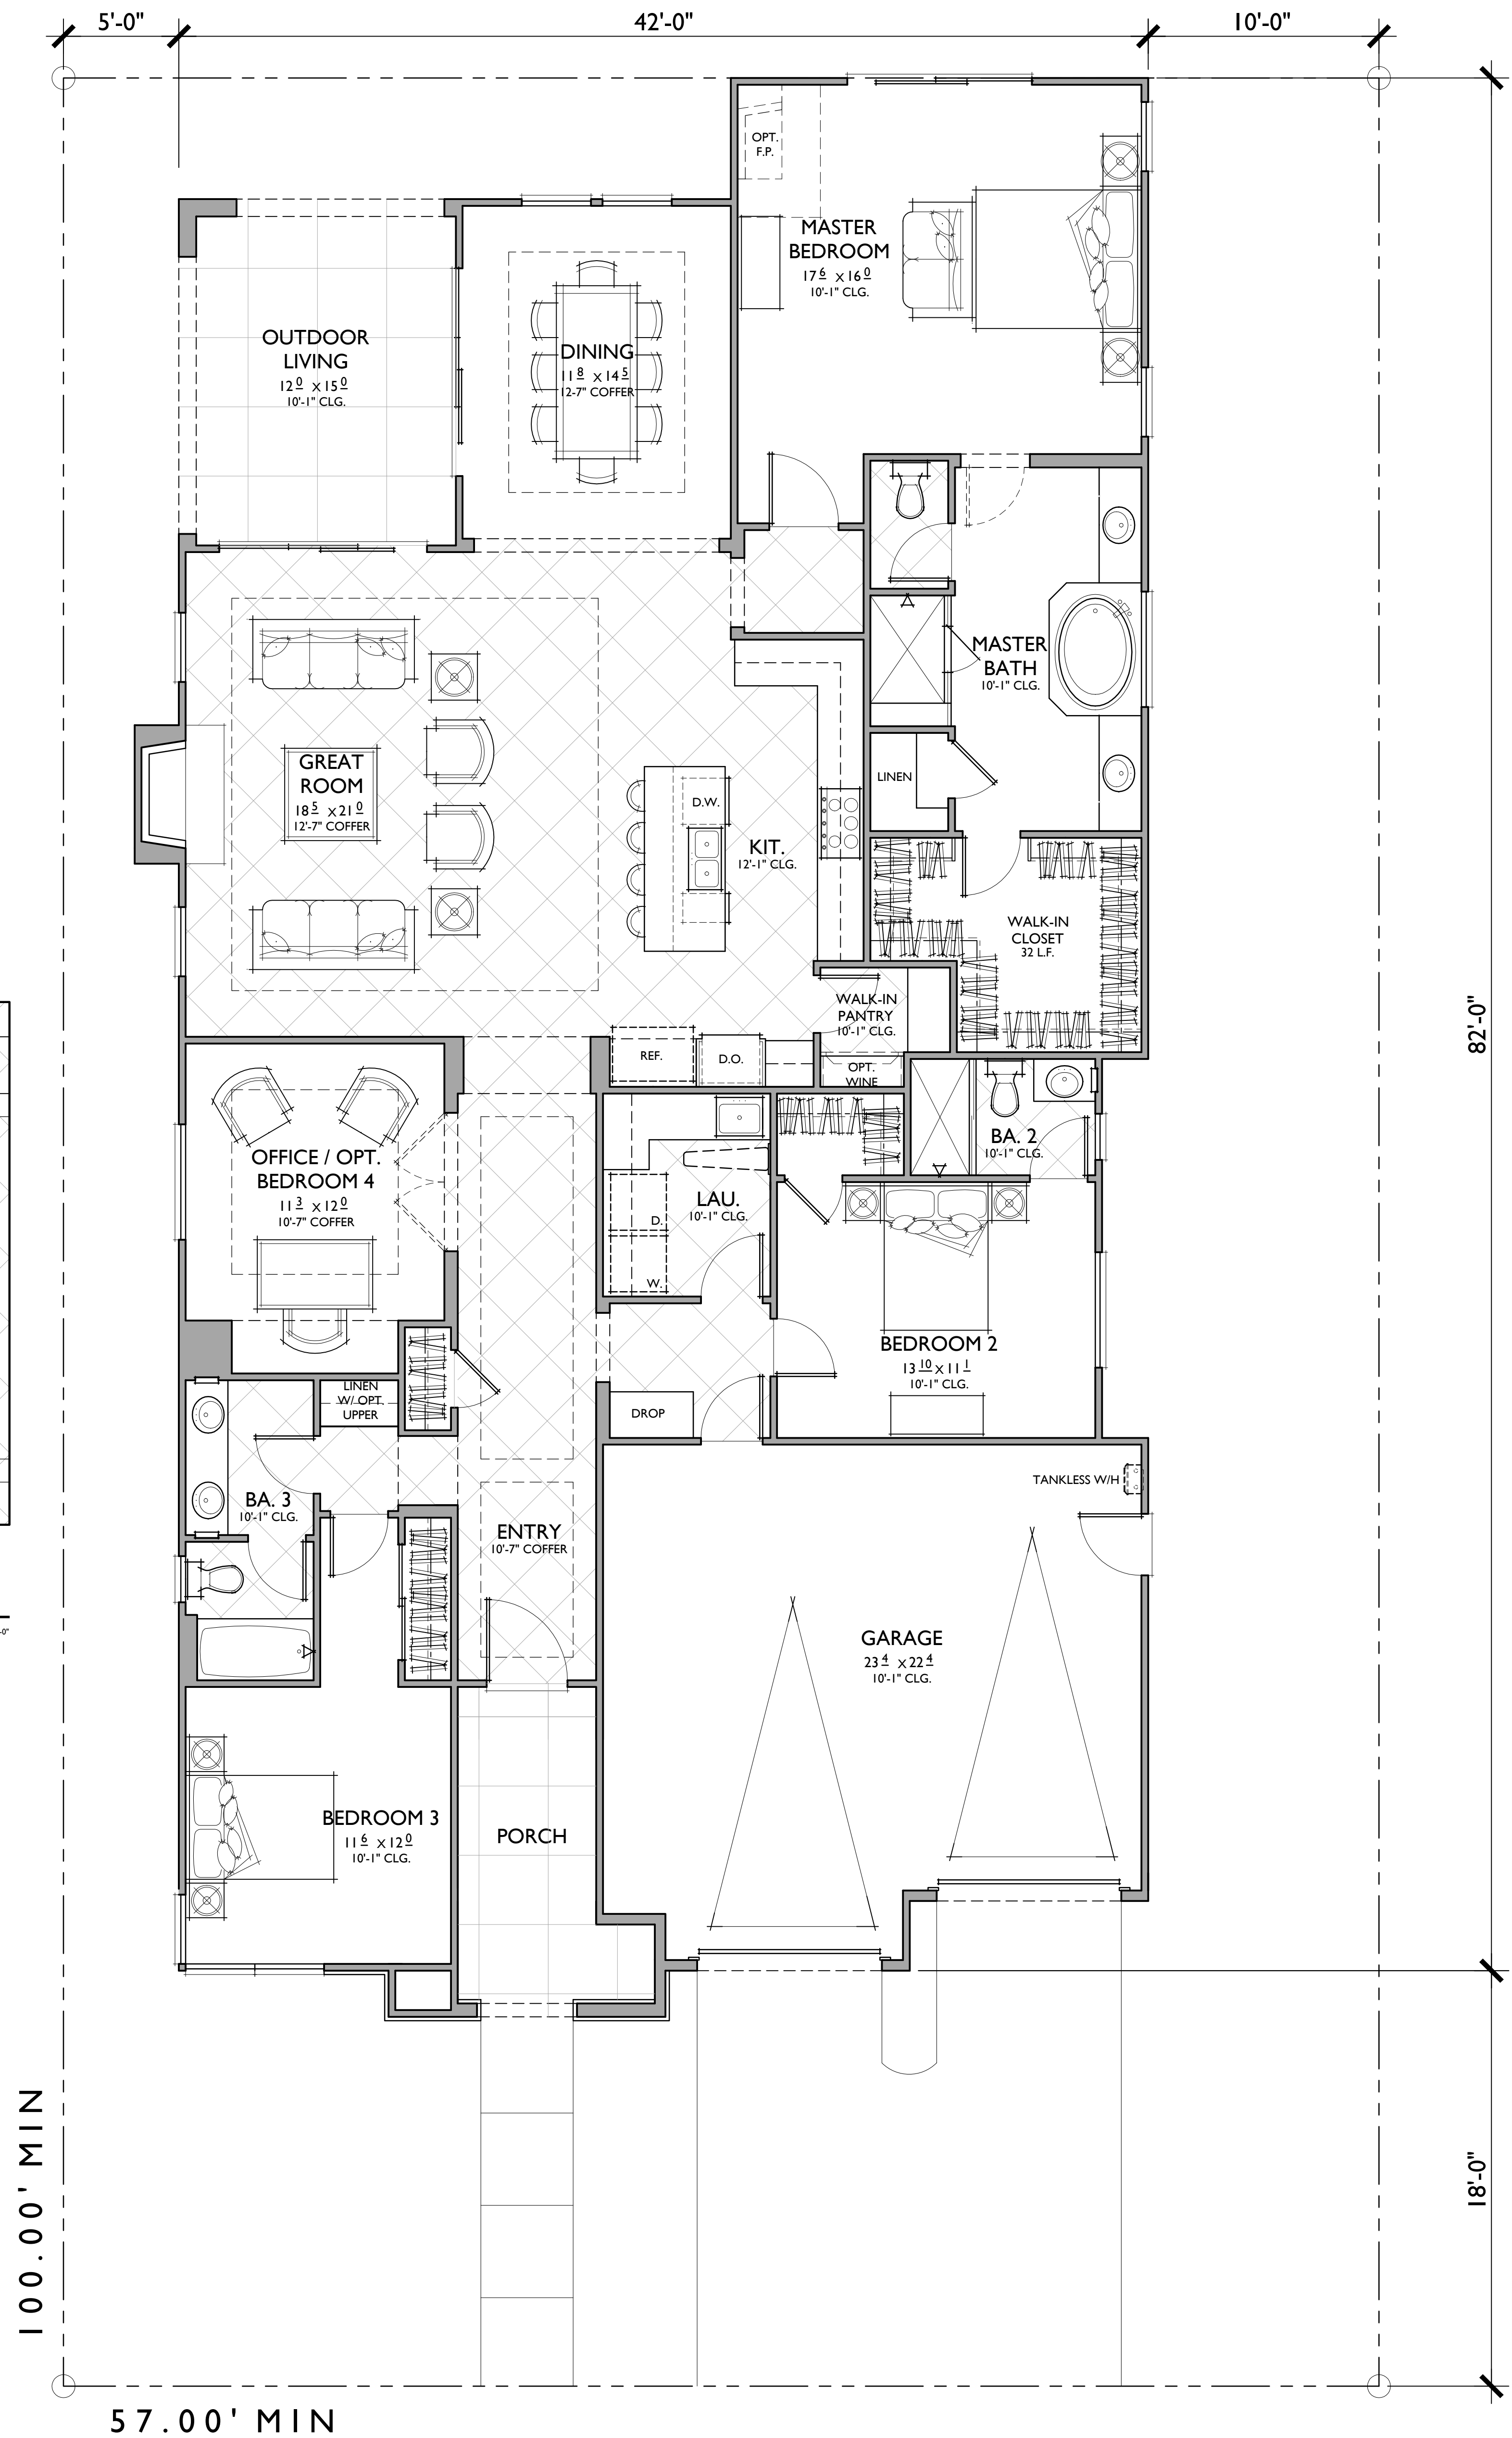 5'-0"
42'-0"
10'-0"
OPT.
F.P.
MASTER
BEDROOM
17 6 X 16 0
10'-1" CLG.
OUTDOOR
LIVING
12 0 X 15 0
10'-1" CLG.
DINING
11 8 X 14 5
12-7" COFFER
MASTER
BATH
10'-1" CLG.
GREAT
ROOM
18 5 X 21 0
12'-7" COFFER
D.W.
KIT.
12'-1" CLG.
LINEN
WALK-IN
CLOSET
32 L.F.
WALK-IN
PANTRY
10'-1" CLG.
REF.
D.O.
OPT.
WINE
82'-0"
OFFICE / OPT.
BEDROOM 4
11 3 X 12 0
10'-7" COFFER
LAU.
10'-1" CLG.
D.
W.
BA. 2
10'-1" CLG.
BEDROOM 2
13 10 X 11 1
10'-1" CLG.
LINEN
W/ OPT.
UPPER
DROP
BA. 3
10'-1" CLG.
ENTRY
10'-7" COFFER
TANKLESS W/H
GARAGE
23 4 X 22 4
10'-1" CLG.
BEDROOM 3
11 6 X 12 0
10'-1" CLG.
PORCH
18'-0"
100.00' MIN
57.00' MIN